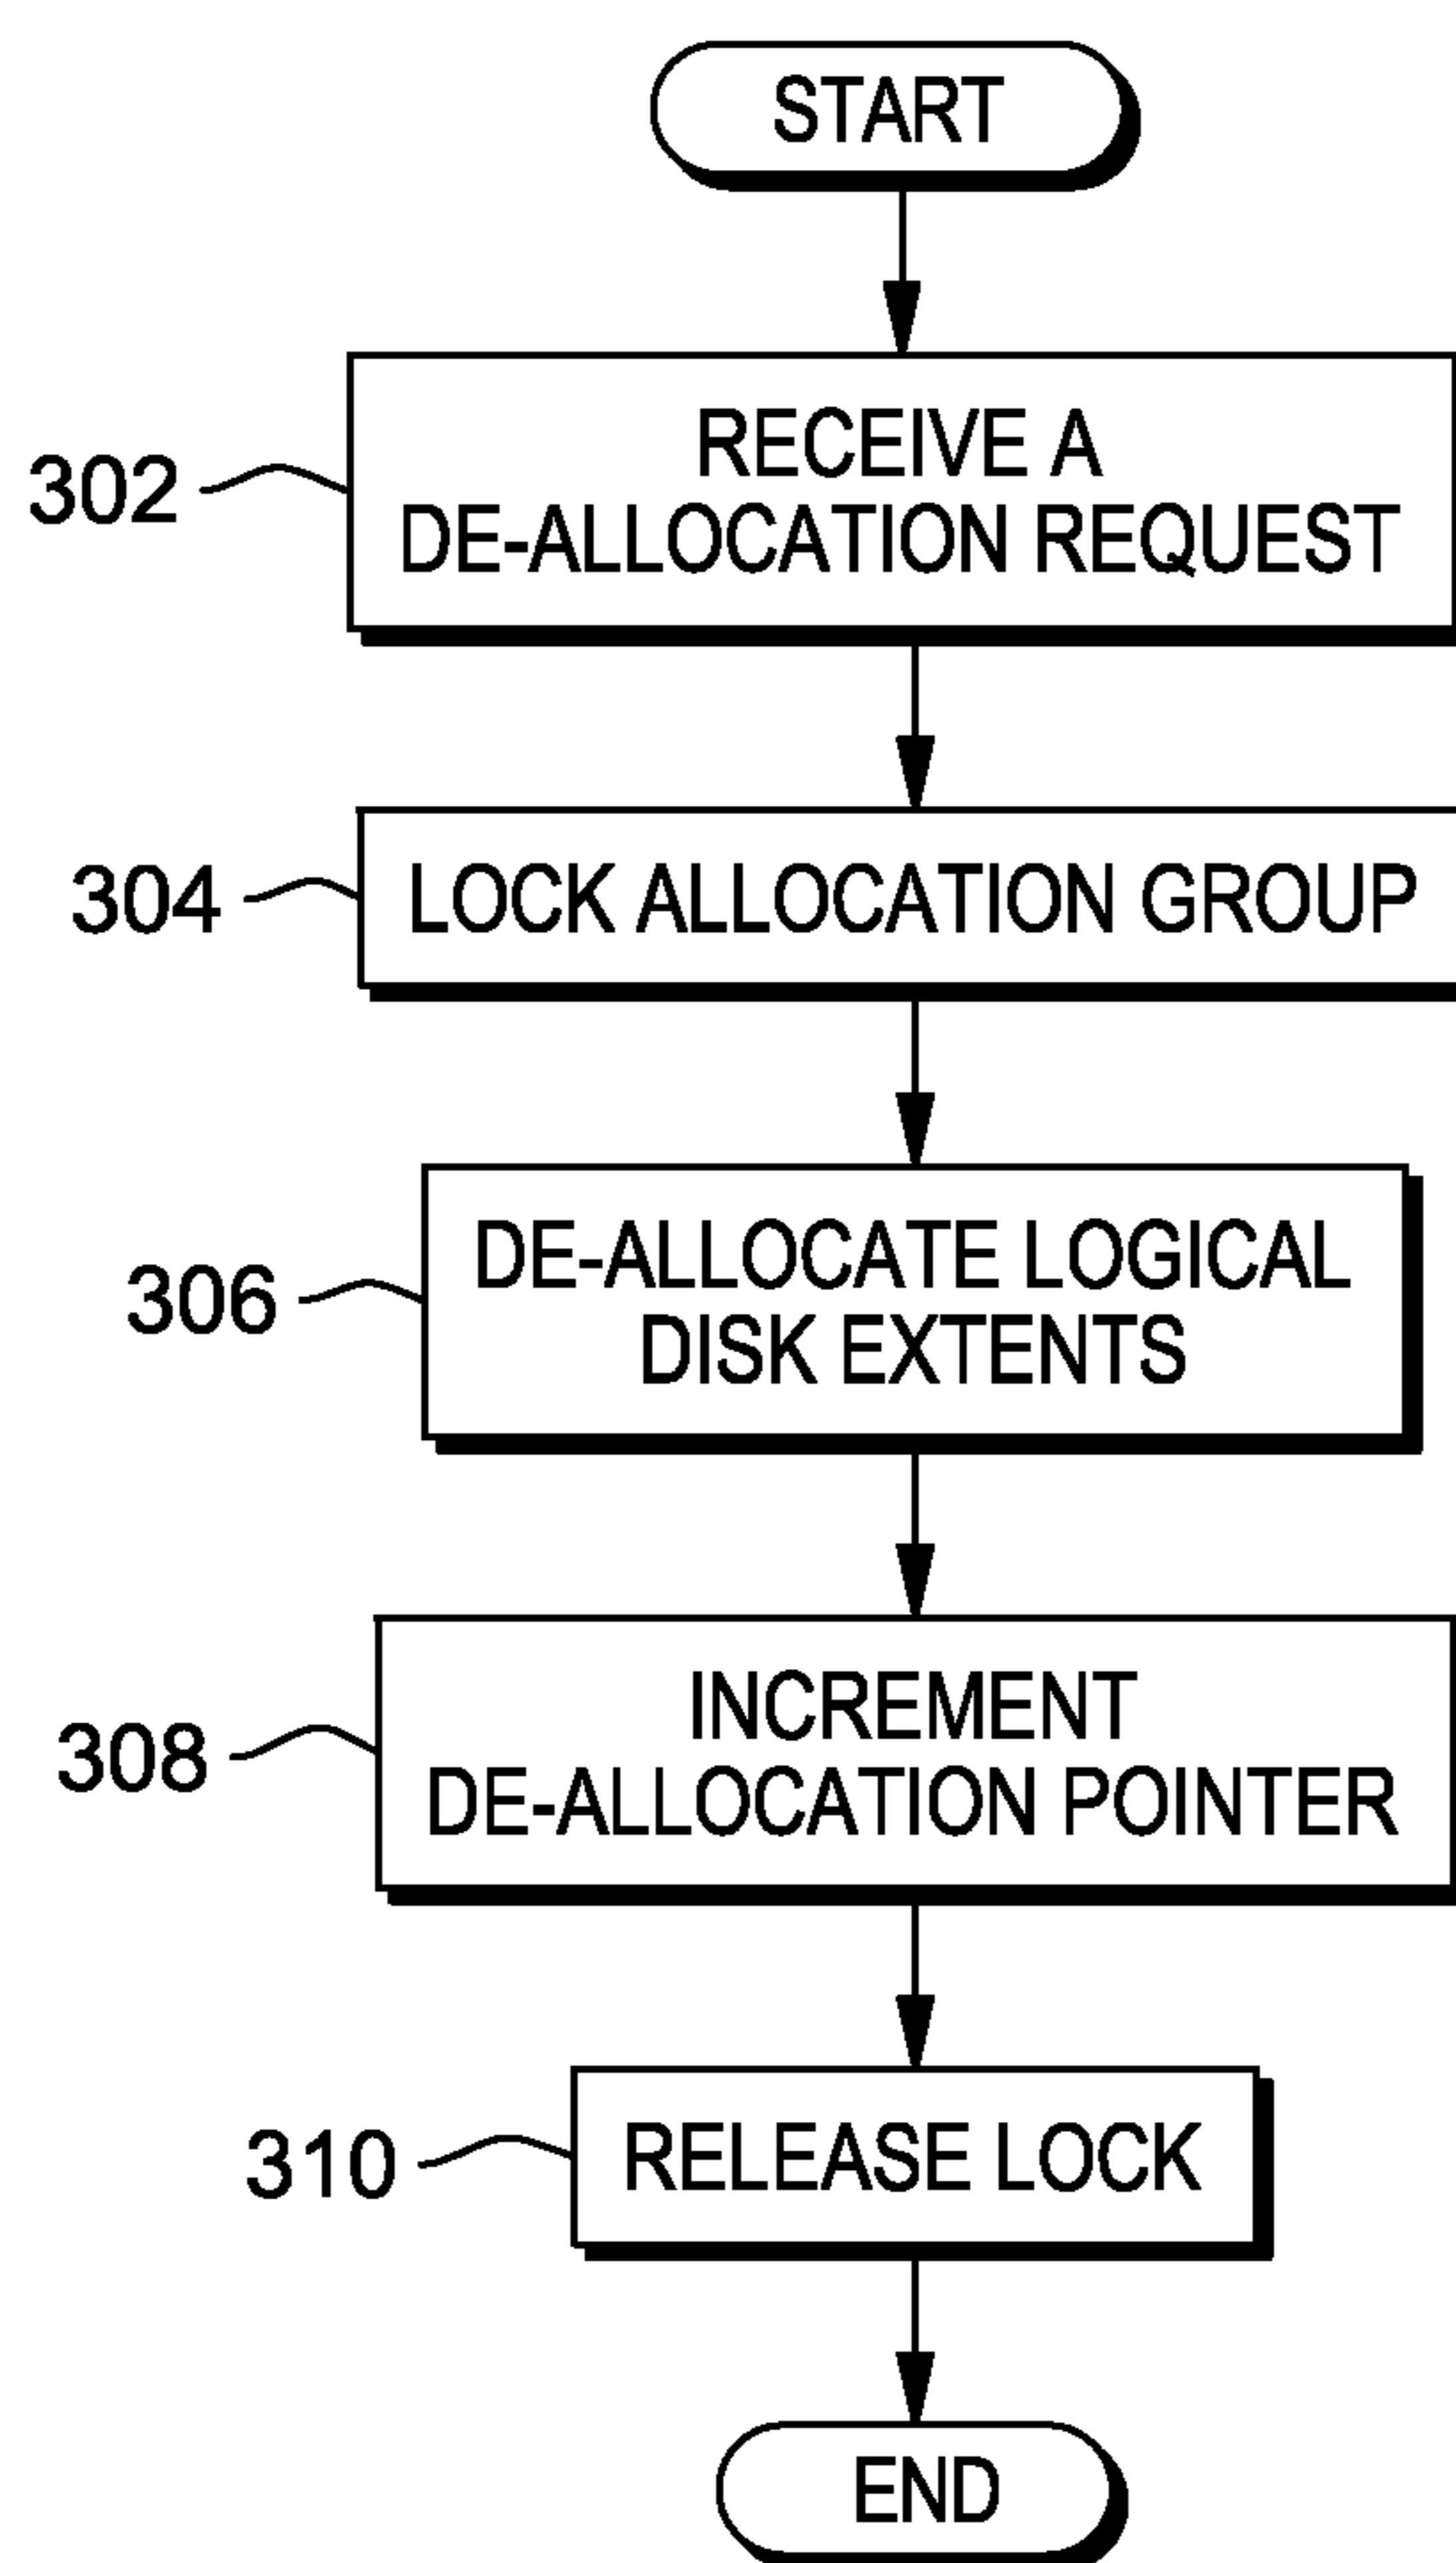 START
302
RECEIVE A
DE-ALLOCATION REQUEST
304
LOCK ALLOCATION GROUP
306
DE-ALLOCATE LOGICAL
DISK EXTENTS
308
INCREMENT
DE-ALLOCATION POINTER
310
RELEASE LOCK
END